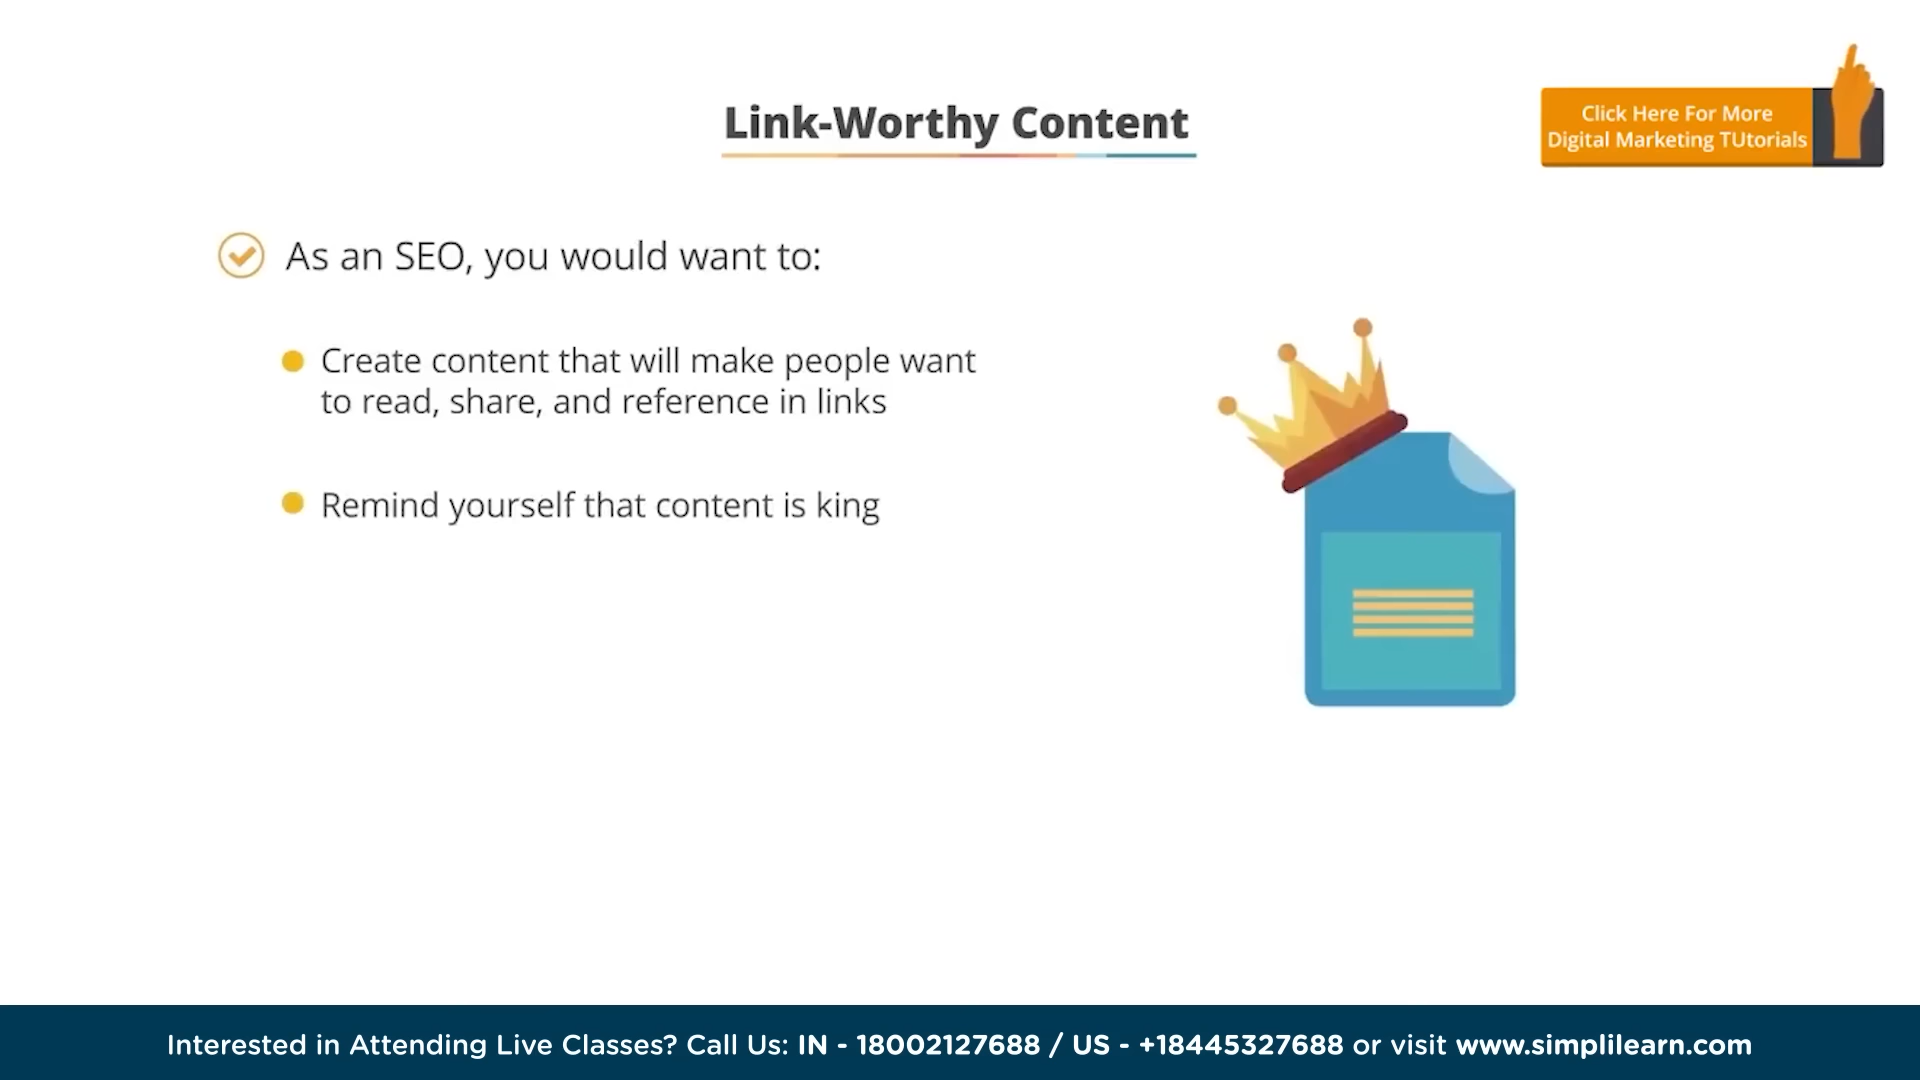 Link-Worthy Content
Click Here For More
Digital Marketing TUtorials
As an SEO, you would want to:
Create content that will make people want
to read, share, and reference in links
Remind yourself that content is king
Interested in Attending Live Classes? Call Us: IN - 18002127688 / US - +18445327688 or visit www.simplilearn.com